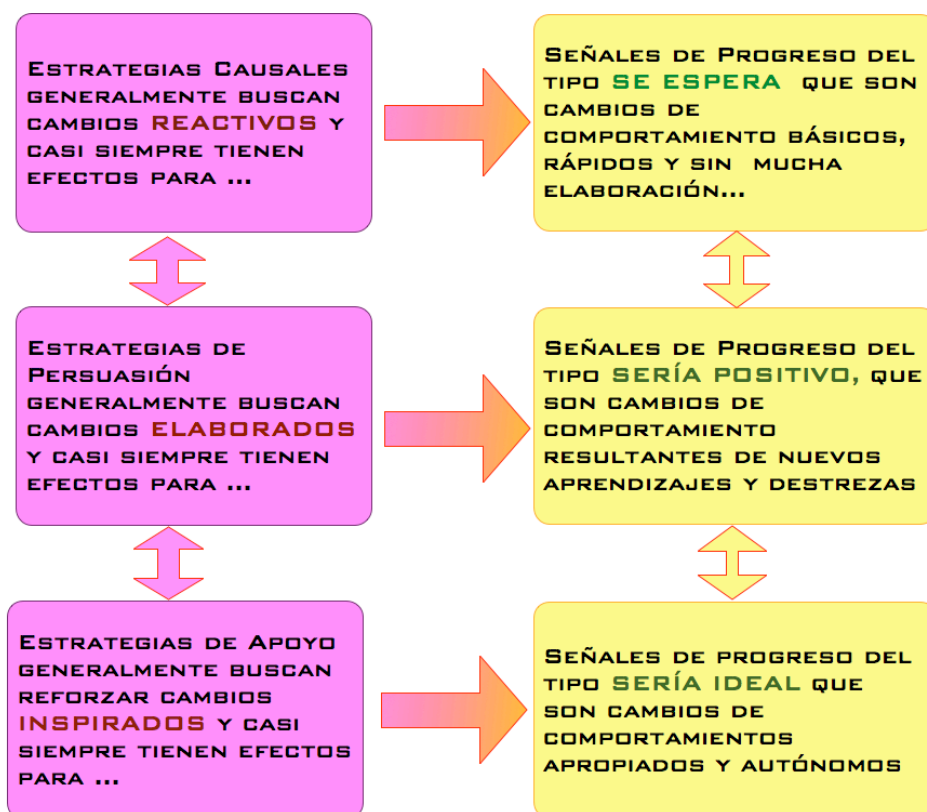 Estrategias Causales
generalmente buscan
cambios REACTIVOS y
casi siempre tienen
efectos para ...
Señales de Progreso del
tipo SE ESPERA que son
cambios de
comportamiento básicos,
rápidos y sin mucha
elaboración...
Estrategias de
Persuasión
generalmente buscan
cambios ELABORADOS
y casi siempre tienen
efectos para ...
Señales de Progreso del
tipo SERÍA POSITIVO, que
son cambios de
comportamiento
resultantes de nuevos
aprendizajes y destrezas
Estrategias de Apoyo
generalmente buscan
reforzar cambios
INSPIRADOS y casi
siempre tienen efectos
para ...
Señales de progreso del
tipo SERÍA IDEAL que
son cambios de
comportamientos
apropiados y autónomos